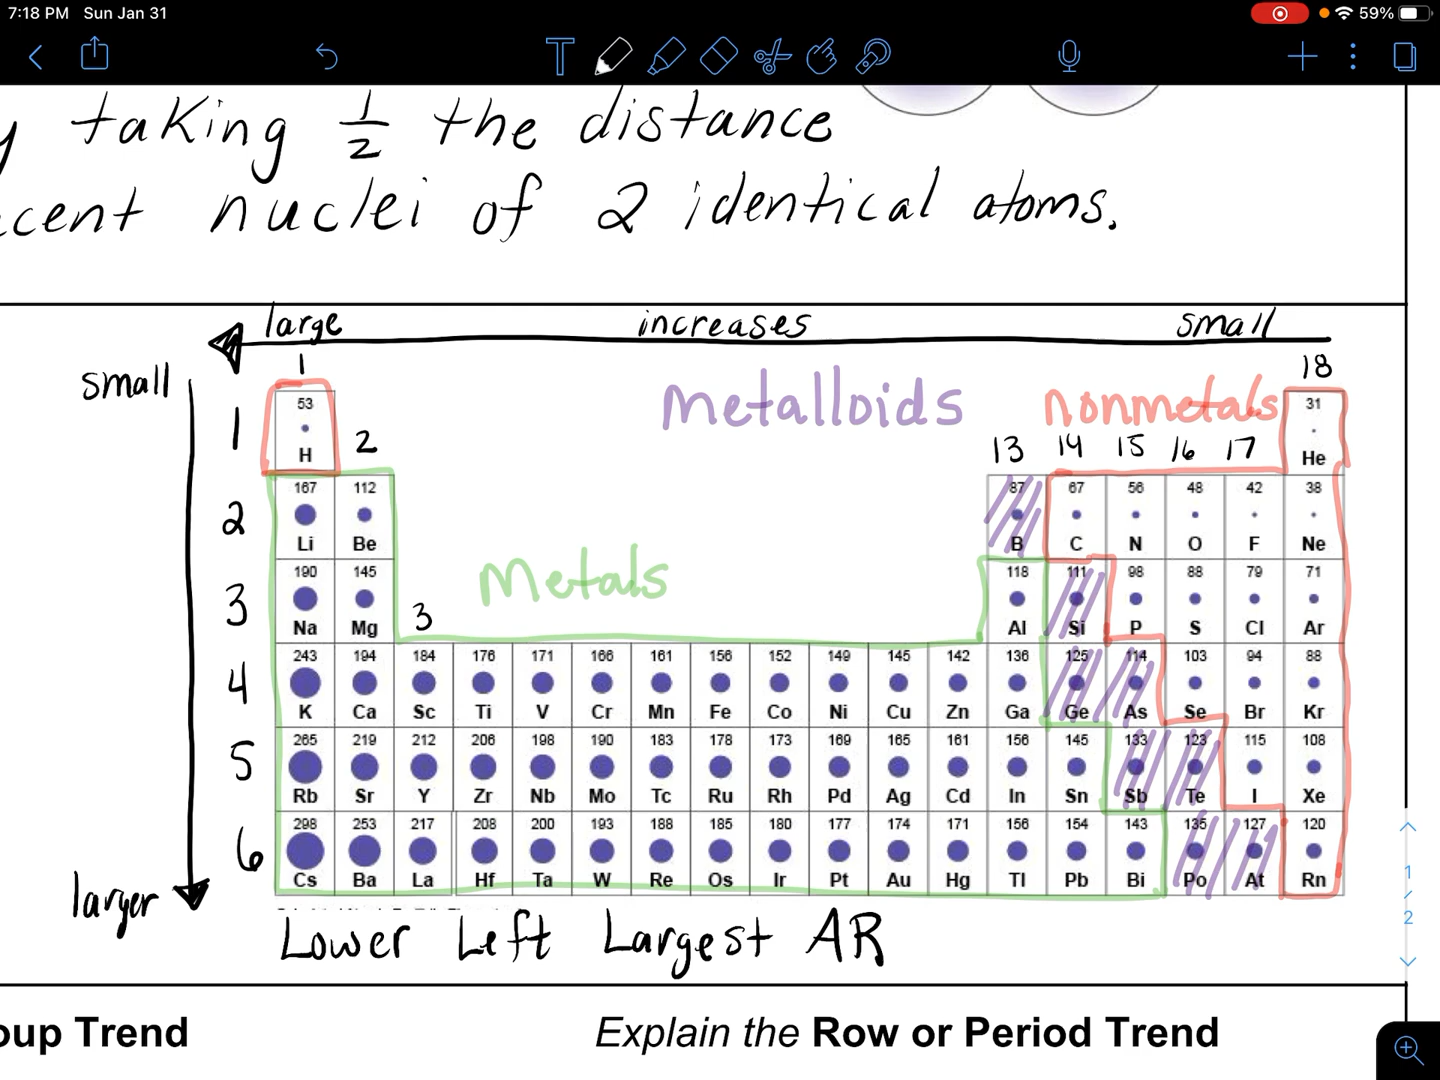 7:18 PM Sun Jan 31 59%
T
y taking 1/2 the distance
cent nuclei of 2 identical atoms.
large increases small
small 1 18
1 53 Metalloids nonmetals 31
2 13 14 15 16 17
H He
2 167 112 87 67 56 48 42 38
Li Be B C N O F Ne
3 190 145 Metals 118 111 98 88 79 71
Na Mg 3 Al Si P S Cl Ar
4 243 194 184 176 171 166 161 156 152 149 145 142 136 125 114 103 94 88
K Ca Sc Ti V Cr Mn Fe Co Ni Cu Zn Ga Ge As Se Br Kr
5 265 219 212 206 198 190 183 178 173 169 165 161 156 145 133 123 115 108
Rb Sr Y Zr Nb Mo Tc Ru Rh Pd Ag Cd In Sn Sb Te I Xe
6 298 253 217 208 200 193 188 185 180 177 174 171 156 154 143 135 127 120
Cs Ba La Hf Ta W Re Os Ir Pt Au Hg Tl Pb Bi Po At Rn
larger
Lower Left Largest AR
1
/
2
oup Trend Explain the Row or Period Trend